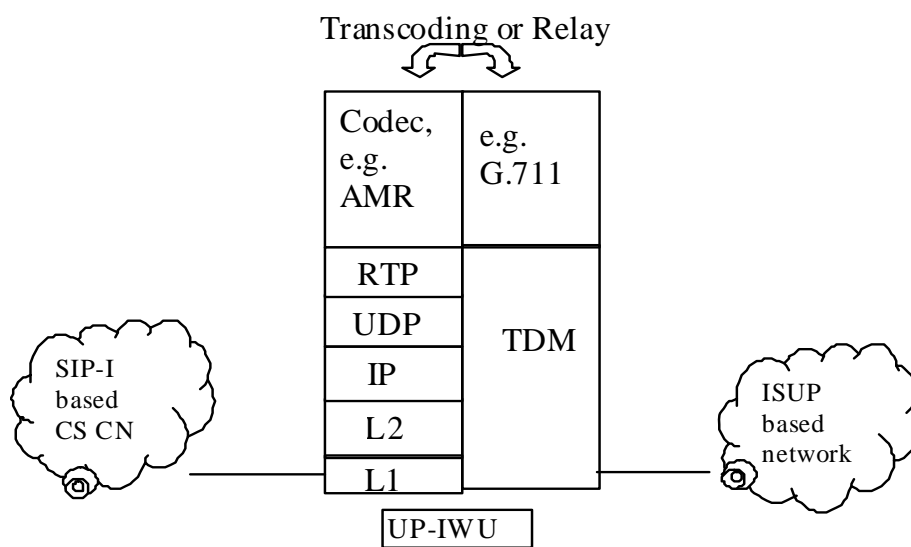 Transcoding or Relay
Codec,
e.g.
AMR
e.g.
G.711
RTP
UDP
IP
L2
L1
TDM
SIP-I
based
CS CN
ISUP
based
network
UP-IWU